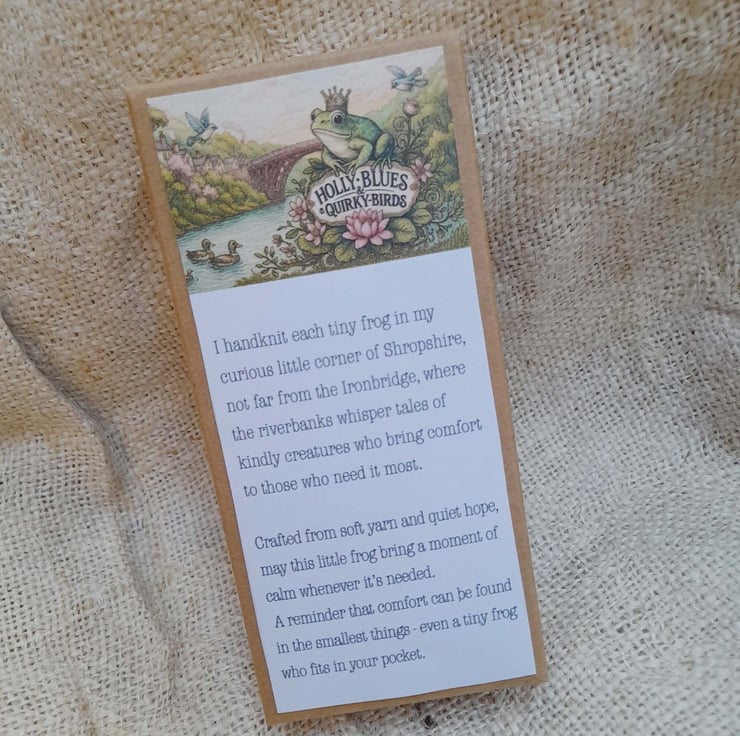 HOLLY·BLUES
&
QUIRKY·BIRDS
I handknit each tiny frog in my
curious little corner of Shropshire,
not far from the Ironbridge, where
the riverbanks whisper tales of
kindly creatures who bring comfort
to those who need it most.
Crafted from soft yarn and quiet hope,
may this little frog bring a moment of
calm whenever it's needed.
A reminder that comfort can be found
in the smallest things - even a tiny frog
who fits in your pocket.